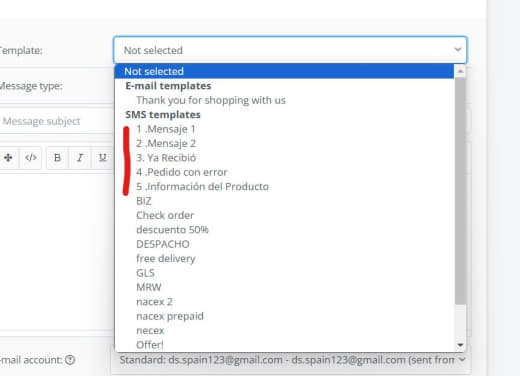 Template:
Not selected
Not selected
E-mail templates
Thank you for shopping with us
SMS templates
1 .Mensaje 1
2 .Mensaje 2
3. Ya Recibió
4 .Pedido con error
5 .Información del Producto
BIZ
Check order
descuento 50%
DESPACHO
free delivery
GLS
MRW
nacex 2
nacex prepaid
necex
Offer!
Message type:
Message subject
B I U
-mail account:
Standard: ds.spain123@gmail.com - ds.spain123@gmail.com (sent from